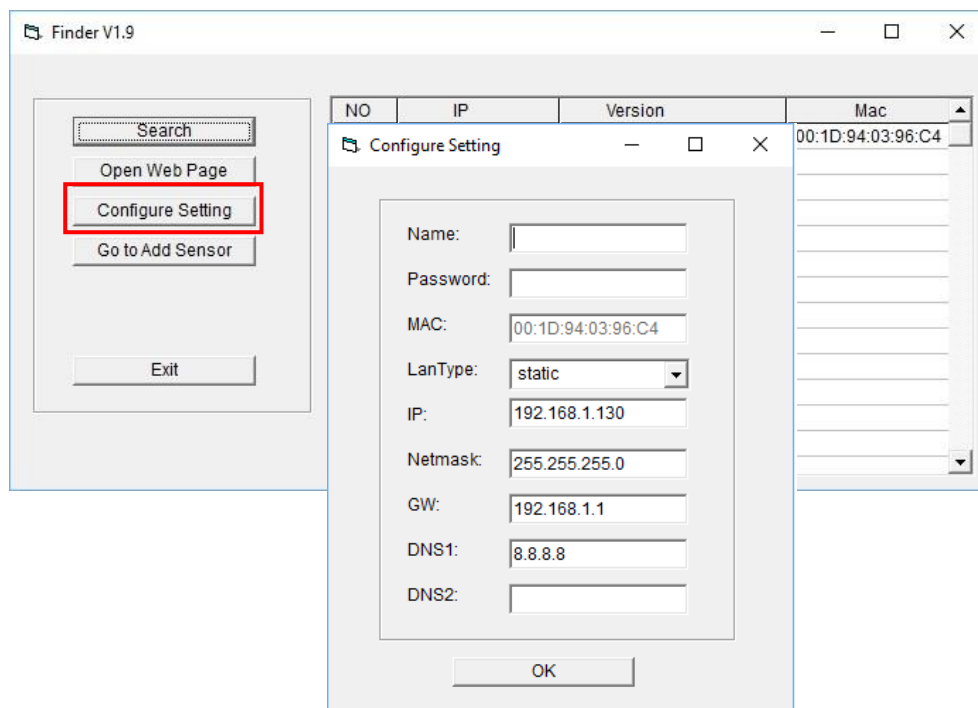 Finder V1.9
Search
Open Web Page
Configure Setting
Go to Add Sensor
Exit
NO IP Version Mac
00:1D:94:03:96:C4
Configure Setting
Name:
Password:
MAC: 00:1D:94:03:96:C4
LanType: static
IP: 192.168.1.130
Netmask: 255.255.255.0
GW: 192.168.1.1
DNS1: 8.8.8.8
DNS2:
OK